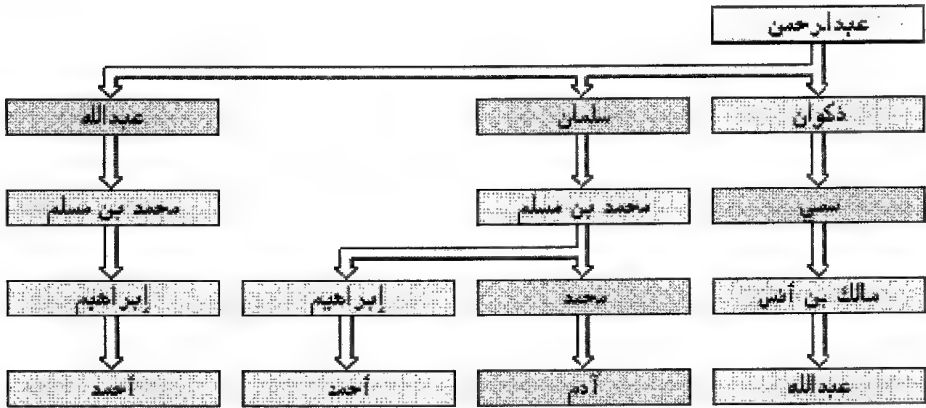 عبدالرحمن
ذكوان
سلمان
عبدالله
سمي
محمد بن مسلم
محمد بن مسلم
مالك بن أنس
محمد
إبراهيم
إبراهيم
عبدالله
آدم
أحمد
أحمد